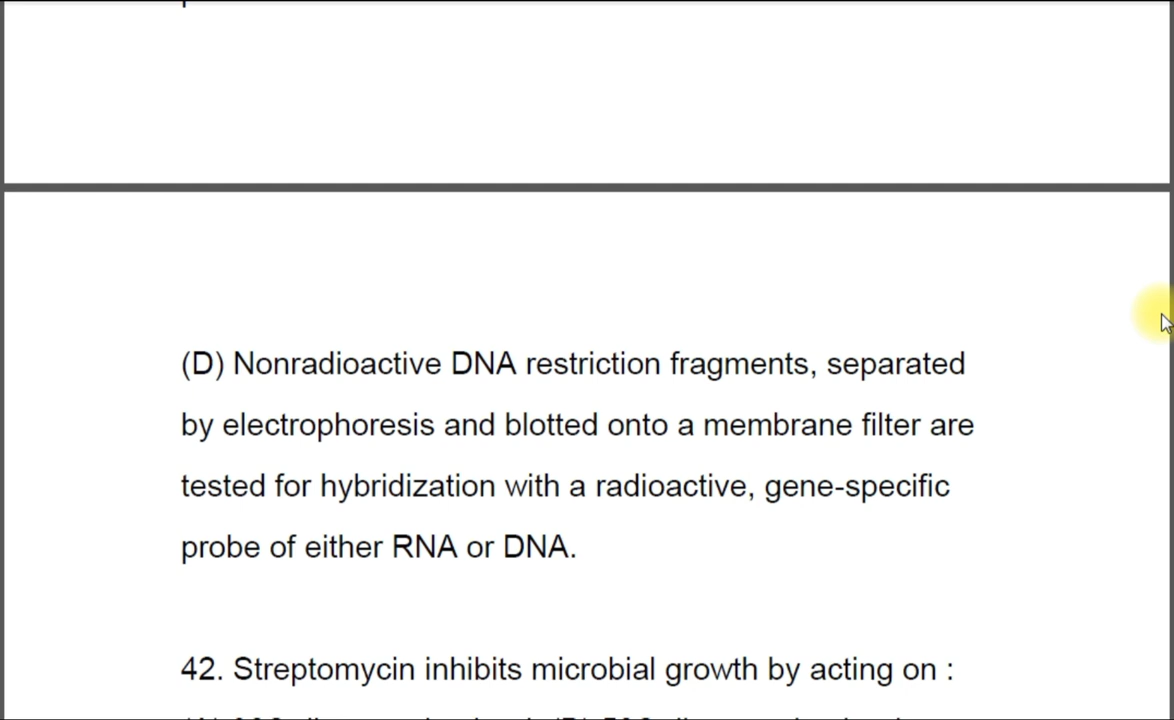 (D) Nonradioactive DNA restriction fragments, separated
by electrophoresis and blotted onto a membrane filter are
tested for hybridization with a radioactive, gene-specific
probe of either RNA or DNA.
42. Streptomycin inhibits microbial growth by acting on :